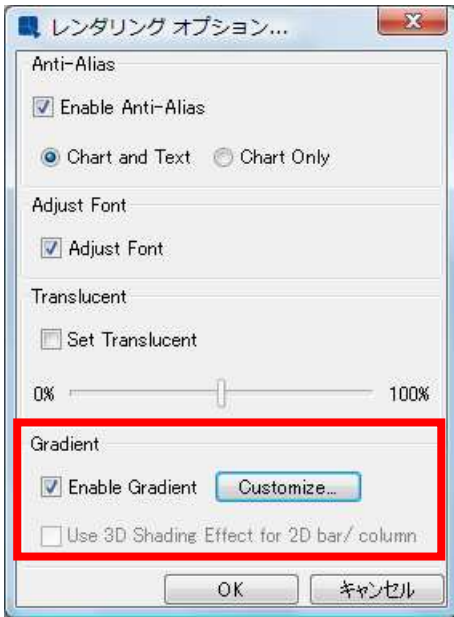 レンダリング オプション...
Anti-Alias
Enable Anti-Alias
Chart and Text Chart Only
Adjust Font
Adjust Font
Translucent
Set Translucent
0% 100%
Gradient
Enable Gradient Customize...
Use 3D Shading Effect for 2D bar/ column
OK キャンセル